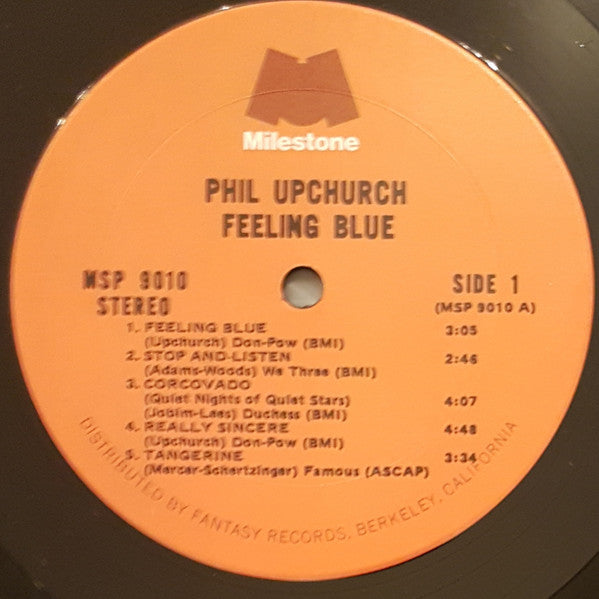 Milestone
PHIL UPCHURCH
FEELING BLUE
MSP 9010
STEREO
SIDE 1
(MSP 9010 A)
1. FEELING BLUE 3:05
(Upchurch) Don-Pow (BMI)
2. STOP AND LISTEN 2:46
(Adams-Woods) We Three (BMI)
3. CORCOVADO
(Quiet Nights of Quiet Stars) 4:07
(Jobim-Lees) Duchess (BMI)
4. REALLY SINCERE 4:48
(Upchurch) Don-Pow (BMI)
5. TANGERINE 3:34
(Mercer-Schertzinger) Famous (ASCAP)
DISTRIBUTED BY FANTASY RECORDS, BERKELEY, CALIFORNIA